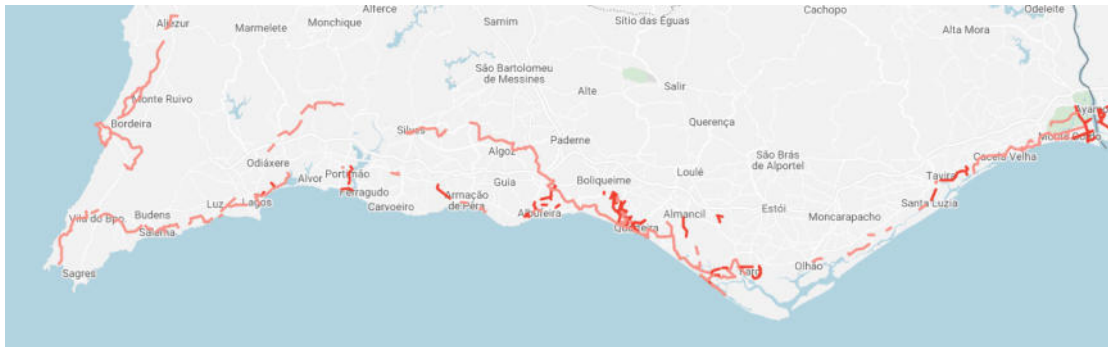 Alferce
Cachopo
Odeleite
Aljezur
Monchique
Sarnim
Sítio das Éguas
Marmelete
Alta Mora
São Bartolomeu
de Messines
Salir
Alte
Monte Ruivo
Bordeira
Querença
Silves
Paderne
Algoz
São Brás
de Alportel
Cacela Velha
Odiáxere
Portimão
Alvor
Guia
Boliqueime
Loulé
Tavira
Ferragudo
Armação
de Pêra
Carvoeiro
Luz
Lagos
Santa Luzia
Budens
Salema
Albufeira
Almancil
Estói
Moncarapacho
Quarteira
Sagres
Faro
Olhão